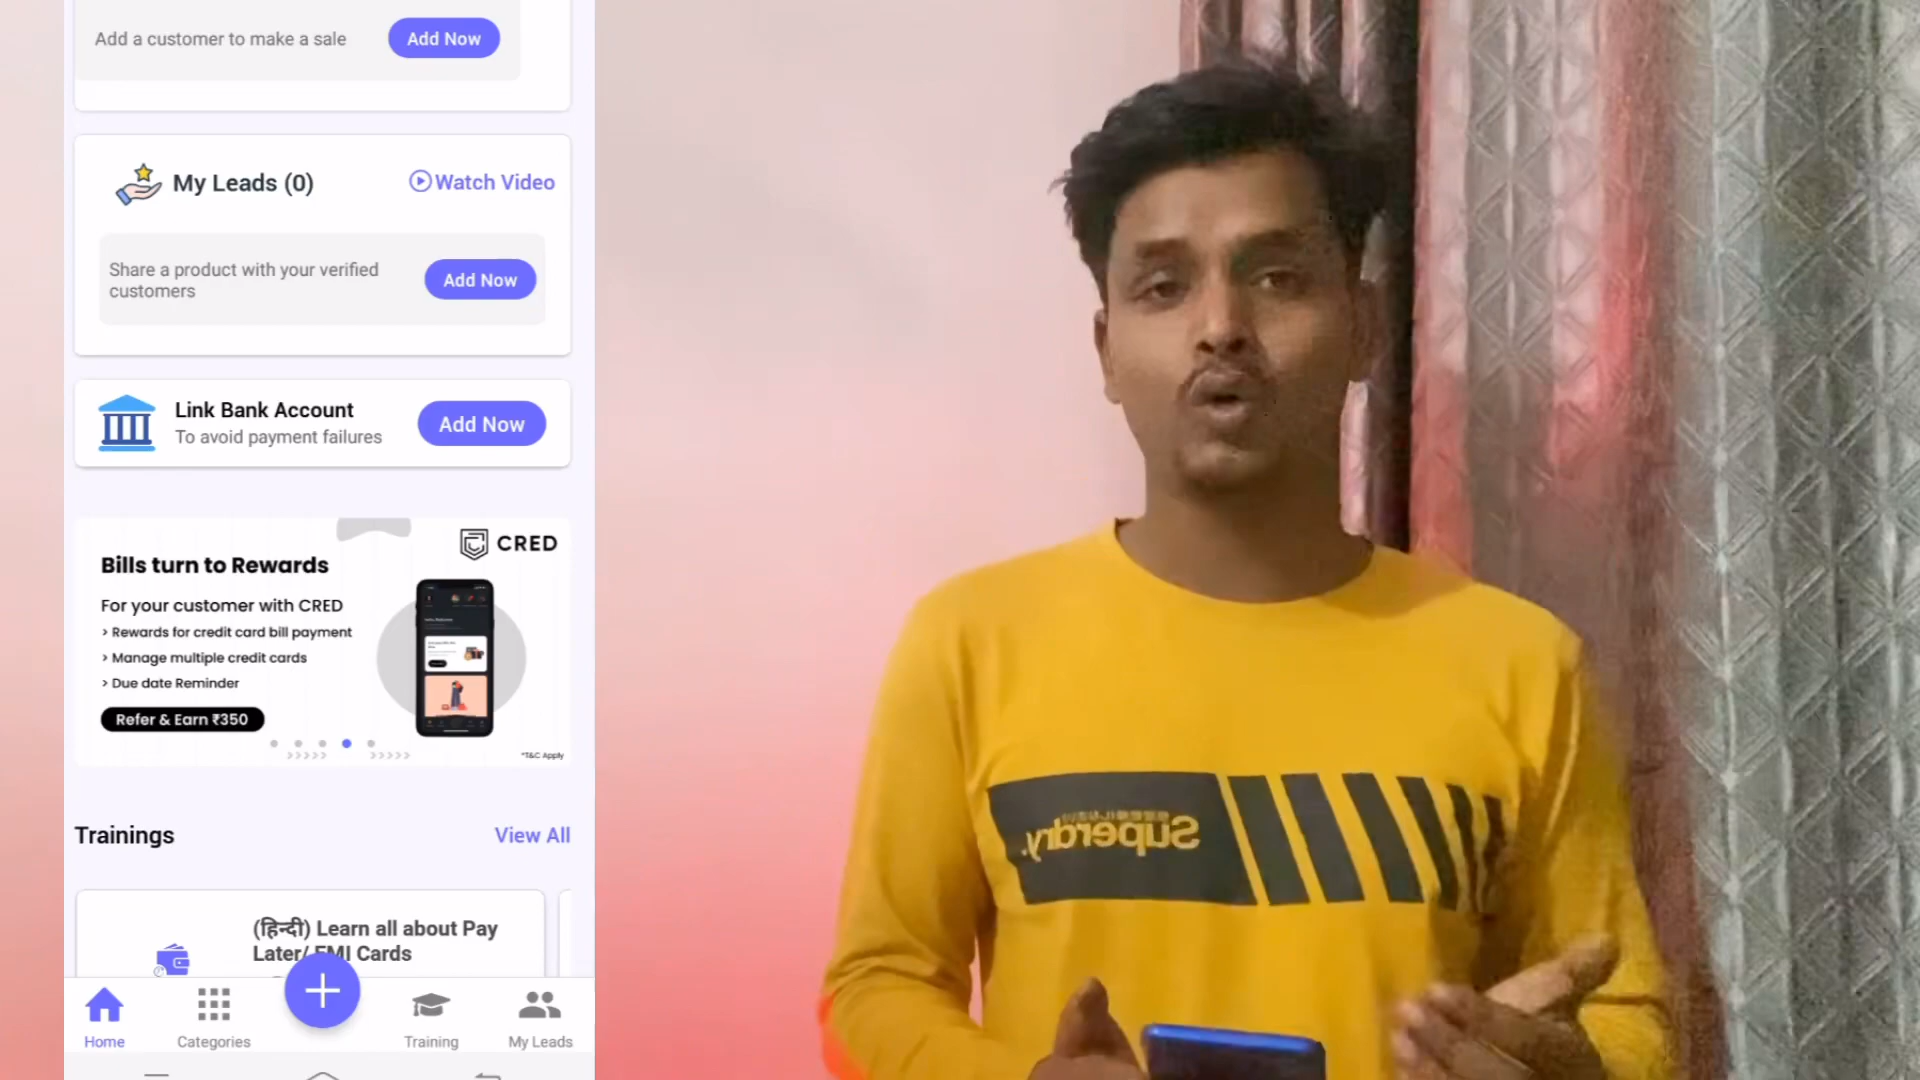 Add a customer to make a sale
Add Now
My Leads (0)
Watch Video
Share a product with your verified
customers
Add Now
Link Bank Account
To avoid payment failures
Add Now
CRED
Bills turn to Rewards
For your customer with CRED
> Rewards for credit card bill payment
> Manage multiple credit cards
> Due date Reminder
Refer & Earn ₹350
*T&C Apply
Trainings
View All
(हिन्दी) Learn all about Pay
Later/ EMI Cards
Home
Categories
Training
My Leads
Superdry.